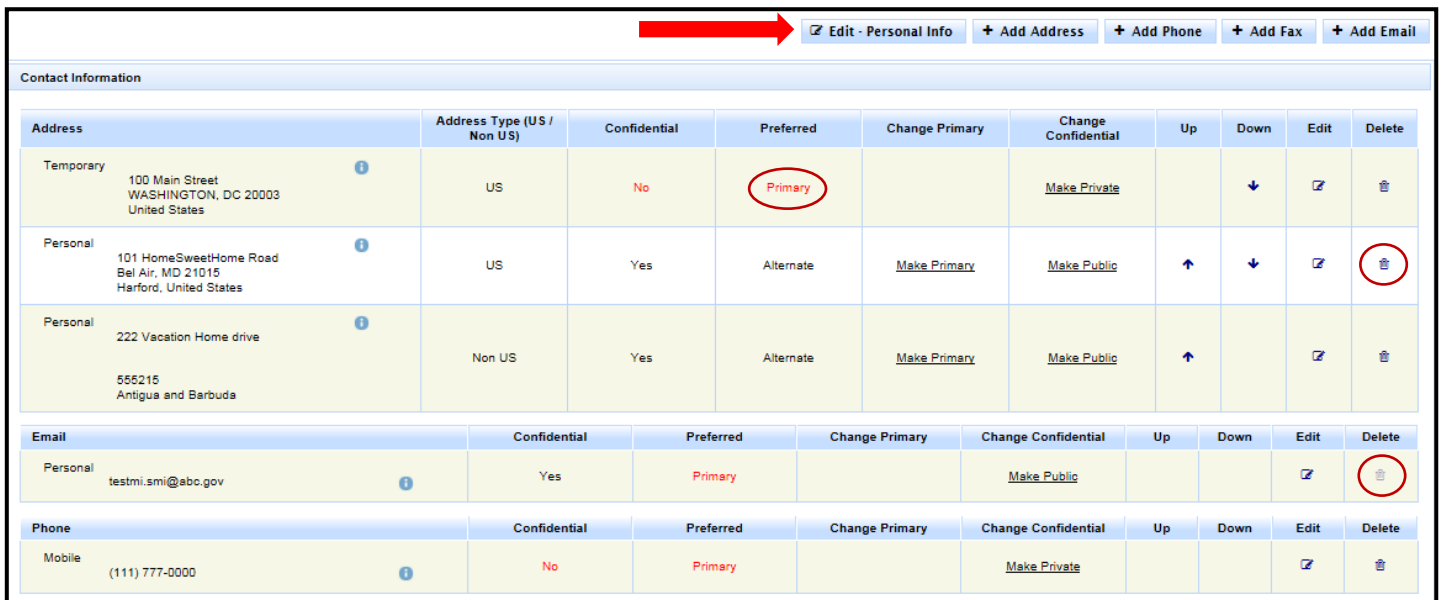 Edit - Personal Info + Add Address + Add Phone + Add Fax + Add Email
Contact Information
Address Address Type (US / Non US) Confidential Preferred Change Primary Change Confidential Up Down Edit Delete
Temporary
100 Main Street
WASHINGTON, DC 20003
United States
US No Primary Make Private
Personal
101 HomeSweetHome Road
Bel Air, MD 21015
Harford, United States
US Yes Alternate Make Primary Make Public
Personal
222 Vacation Home drive
555215
Antigua and Barbuda
Non US Yes Alternate Make Primary Make Public
Email Confidential Preferred Change Primary Change Confidential Up Down Edit Delete
Personal
testmi.smi@abc.gov Yes Primary Make Public
Phone Confidential Preferred Change Primary Change Confidential Up Down Edit Delete
Mobile
(111) 777-0000 No Primary Make Private